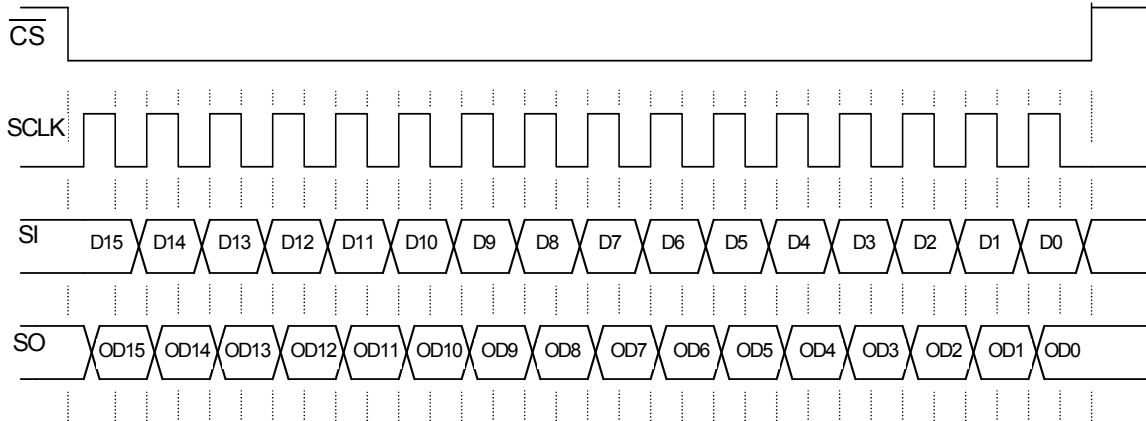 CS
SCLK
SI D15 D14 D13 D12 D11 D10 D9 D8 D7 D6 D5 D4 D3 D2 D1 D0
SO OD15 OD14 OD13 OD12 OD11 OD10 OD9 OD8 OD7 OD6 OD5 OD4 OD3 OD2 OD1 OD0